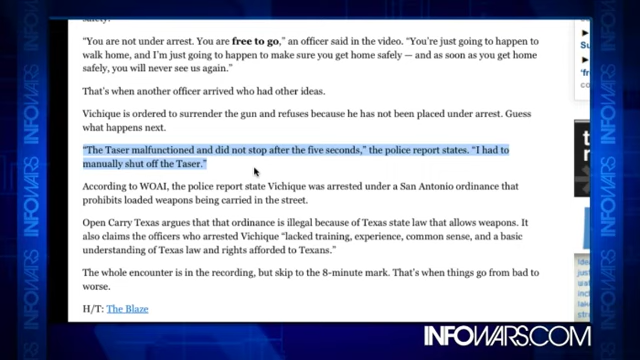 safety.”
“You are not under arrest. You are free to go,” an officer said in the video. “You’re just going to happen to
walk home, and I’m just going to happen to make sure you get home safely — and as soon as you get home
safely, you will never see us again.”
That’s when another officer arrived who had other ideas.
Vichique is ordered to surrender the gun and refuses because he has not been placed under arrest. Guess
what happens next.
“The Taser malfunctioned and did not stop after the five seconds,” the police report states. “I had to
manually shut off the Taser.”
According to WOAI, the police report state Vichique was arrested under a San Antonio ordinance that
prohibits loaded weapons being carried in the street.
Open Carry Texas argues that that ordinance is illegal because of Texas state law that allows weapons. It
also claims the officers who arrested Vichique “lacked training, experience, common sense, and a basic
understanding of Texas law and rights afforded to Texans.”
The whole encounter is in the recording, but skip to the 8-minute mark. That’s when things go from bad to
worse.
H/T: The Blaze
INFOWARS
INFOWARS
INFOWARS.COM